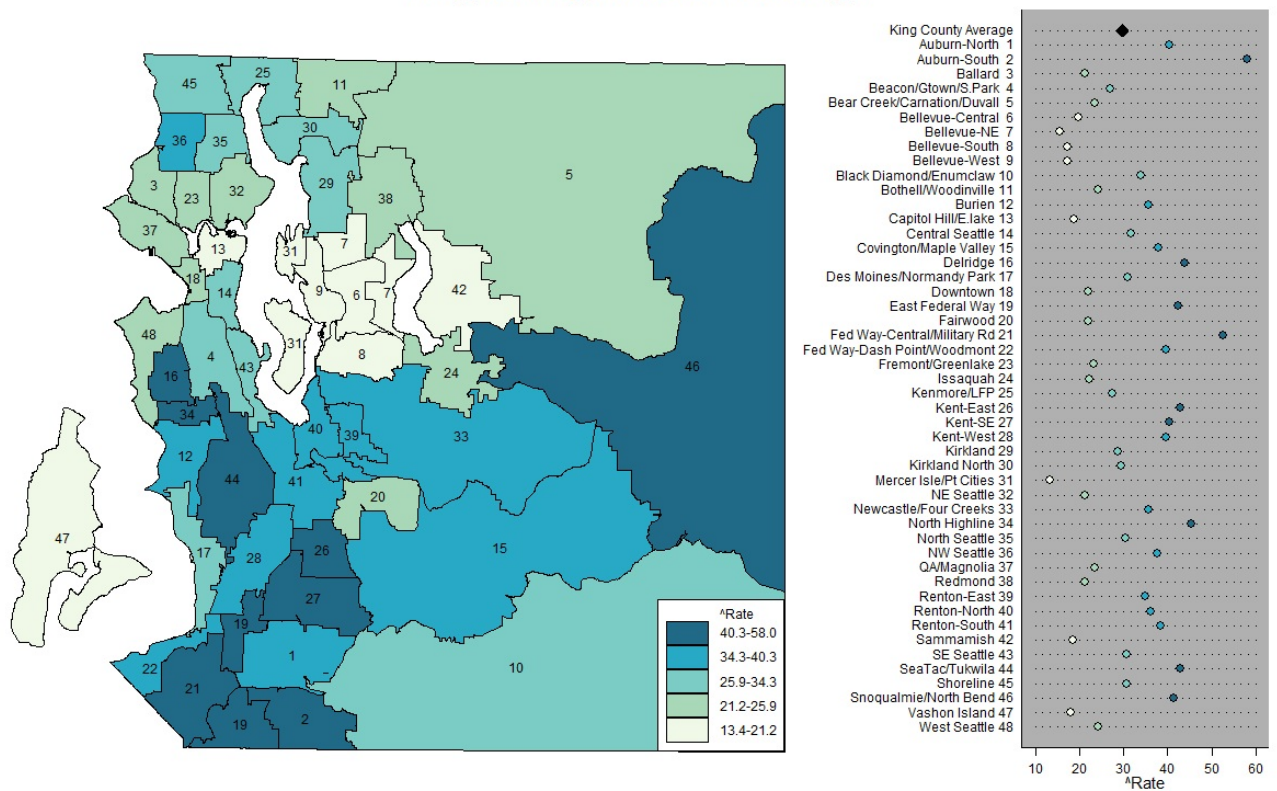 45
25
11
36
35
30
5
3
23
32
29
38
37
13
31
7
18
14
9
6
7
42
48
4
43
31
8
16
24
46
34
12
40
39
33
44
41
20
47
17
28
26
15
27
19
1
22
10
21
19
2
^Rate
40.3-58.0
34.3-40.3
25.9-34.3
21.2-25.9
13.4-21.2
King County Average
Auburn-North 1
Auburn-South 2
Ballard 3
Beacon/Gtown/S.Park 4
Bear Creek/Carnation/Duvall 5
Bellevue-Central 6
Bellevue-NE 7
Bellevue-South 8
Bellevue-West 9
Black Diamond/Enumclaw 10
Bothell/Woodinville 11
Burien 12
Capitol Hill/E.lake 13
Central Seattle 14
Covington/Maple Valley 15
Delridge 16
Des Moines/Normandy Park 17
Downtown 18
East Federal Way 19
Fairwood 20
Fed Way-Central/Military Rd 21
Fed Way-Dash Point/Woodmont 22
Fremont/Greenlake 23
Issaquah 24
Kenmore/LFP 25
Kent-East 26
Kent-SE 27
Kent-West 28
Kirkland 29
Kirkland North 30
Mercer Isle/Pt Cities 31
NE Seattle 32
Newcastle/Four Creeks 33
North Highline 34
North Seattle 35
NW Seattle 36
QA/Magnolia 37
Redmond 38
Renton-East 39
Renton-North 40
Renton-South 41
Sammamish 42
SE Seattle 43
SeaTac/Tukwila 44
Shoreline 45
Snoqualmie/North Bend 46
Vashon Island 47
West Seattle 48
10 20 30 40 50 60
^Rate